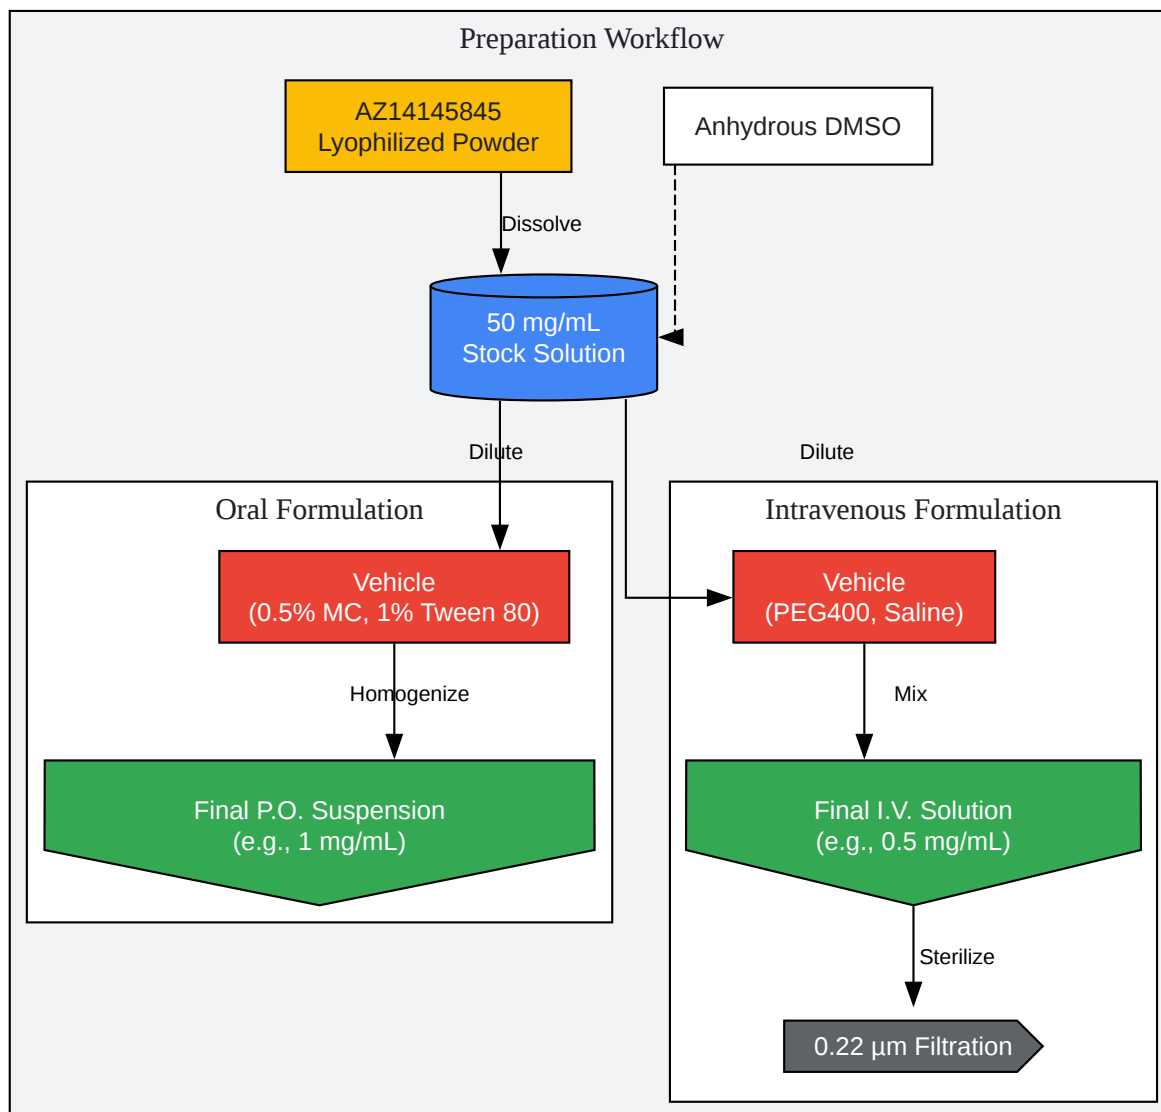 Preparation Workflow
AZ14145845
Lyophilized Powder
Anhydrous DMSO
Dissolve
50 mg/mL
Stock Solution
Dilute
Dilute
Oral Formulation
Vehicle
(0.5% MC, 1% Tween 80)
Homogenize
Final P.O. Suspension
(e.g., 1 mg/mL)
Intravenous Formulation
Vehicle
(PEG400, Saline)
Mix
Final I.V. Solution
(e.g., 0.5 mg/mL)
Sterilize
0.22 µm Filtration